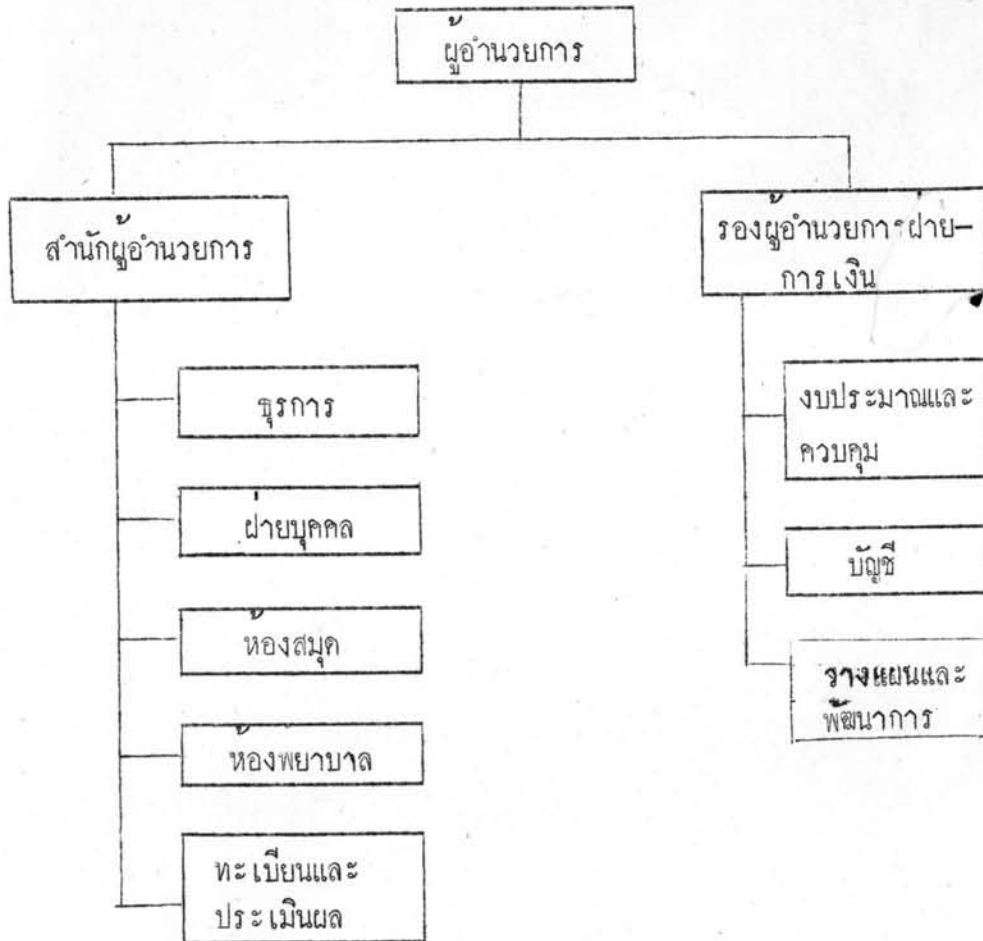 ผู้อำนวยการ
สำนักผู้อำนวยการ
รองผู้อำนวยการฝ่าย-
การเงิน
ธุรการ
ฝ่ายบุคคล
ห้องสมุด
ห้องพยาบาล
ทะเบียนและ
ประเมินผล
งบประมาณและ
ควบคุม
บัญชี
วางแผนและ
พัฒนาการ